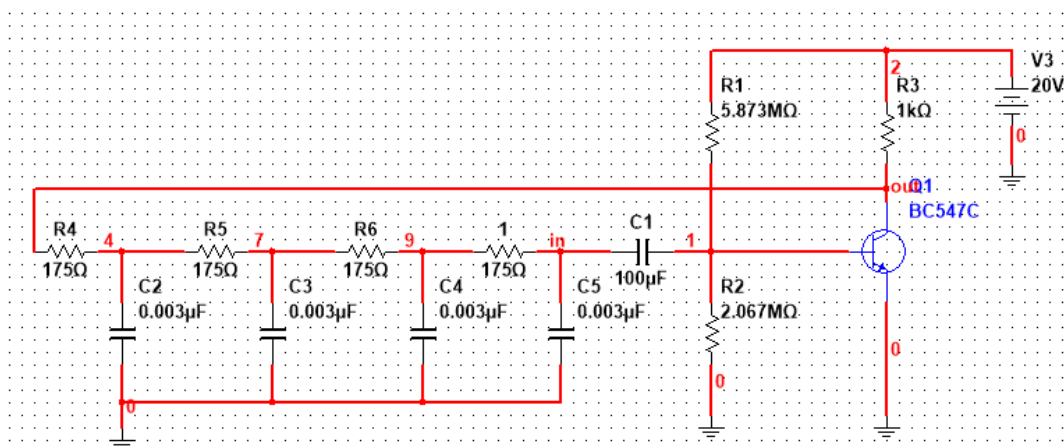 V3
20V
0
2
R1
5.873MΩ
R3
1kΩ
out
Q1
BC547C
R4
175Ω
4
R5
175Ω
7
R6
175Ω
9
1
175Ω
in
C1
100µF
1
C2
0.003µF
C3
0.003µF
C4
0.003µF
C5
0.003µF
R2
2.067MΩ
0
0
0